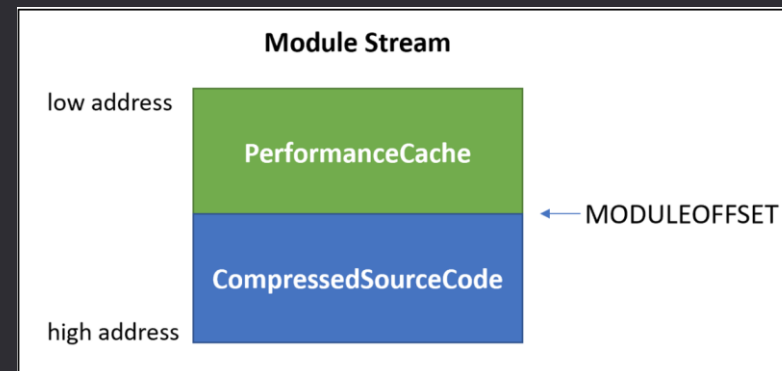 Module Stream
low address
PerformanceCache
MODULEOFFSET
CompressedSourceCode
high address